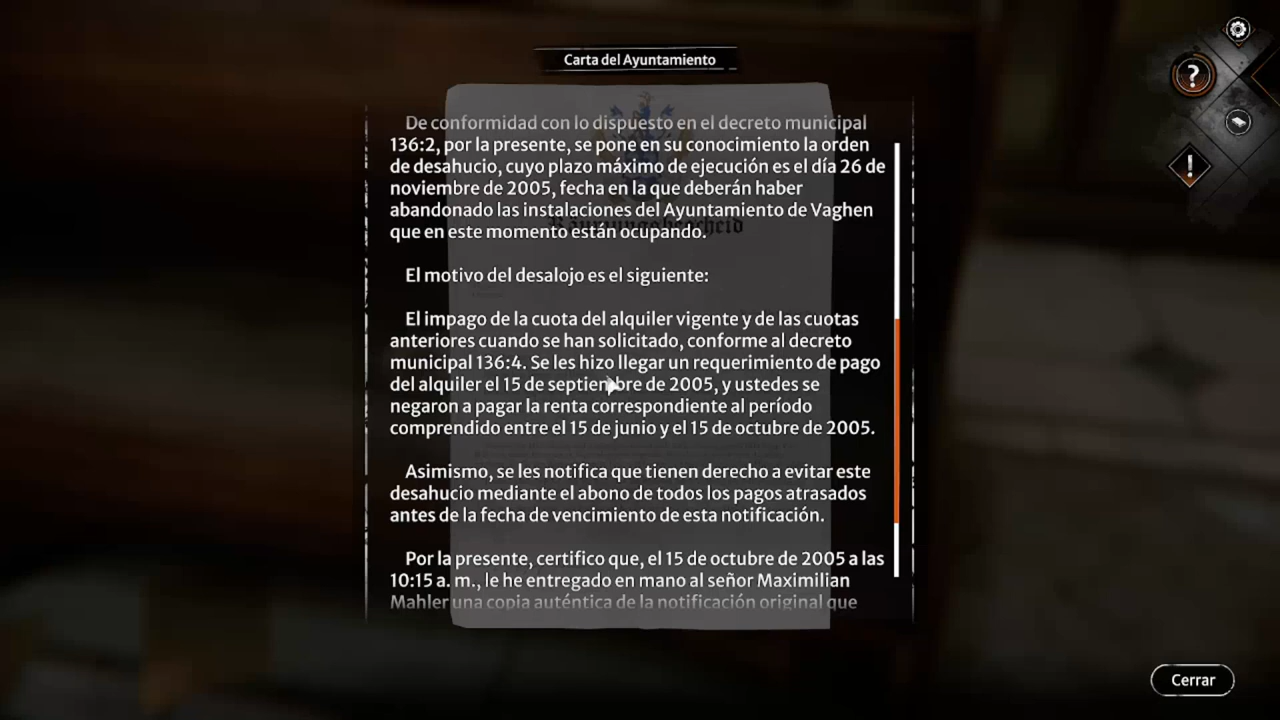 Carta del Ayuntamiento
De conformidad con lo dispuesto en el decreto municipal
136:2, por la presente, se pone en su conocimiento la orden
de desahucio, cuyo plazo máximo de ejecución es el día 26 de
noviembre de 2005, fecha en la que deberán haber
abandonado las instalaciones del Ayuntamiento de Vaghen
que en este momento están ocupando.
El motivo del desalojo es el siguiente:
El impago de la cuota del alquiler vigente y de las cuotas
anteriores cuando se han solicitado, conforme al decreto
municipal 136:4. Se les hizo llegar un requerimiento de pago
del alquiler el 15 de septiembre de 2005, y ustedes se
negaron a pagar la renta correspondiente al período
comprendido entre el 15 de junio y el 15 de octubre de 2005.
Asimismo, se les notifica que tienen derecho a evitar este
desahucio mediante el abono de todos los pagos atrasados
antes de la fecha de vencimiento de esta notificación.
Por la presente, certifico que, el 15 de octubre de 2005 a las
10:15 a. m., le he entregado en mano al señor Maximilian
Mahler una copia auténtica de la notificación original que
Cerrar